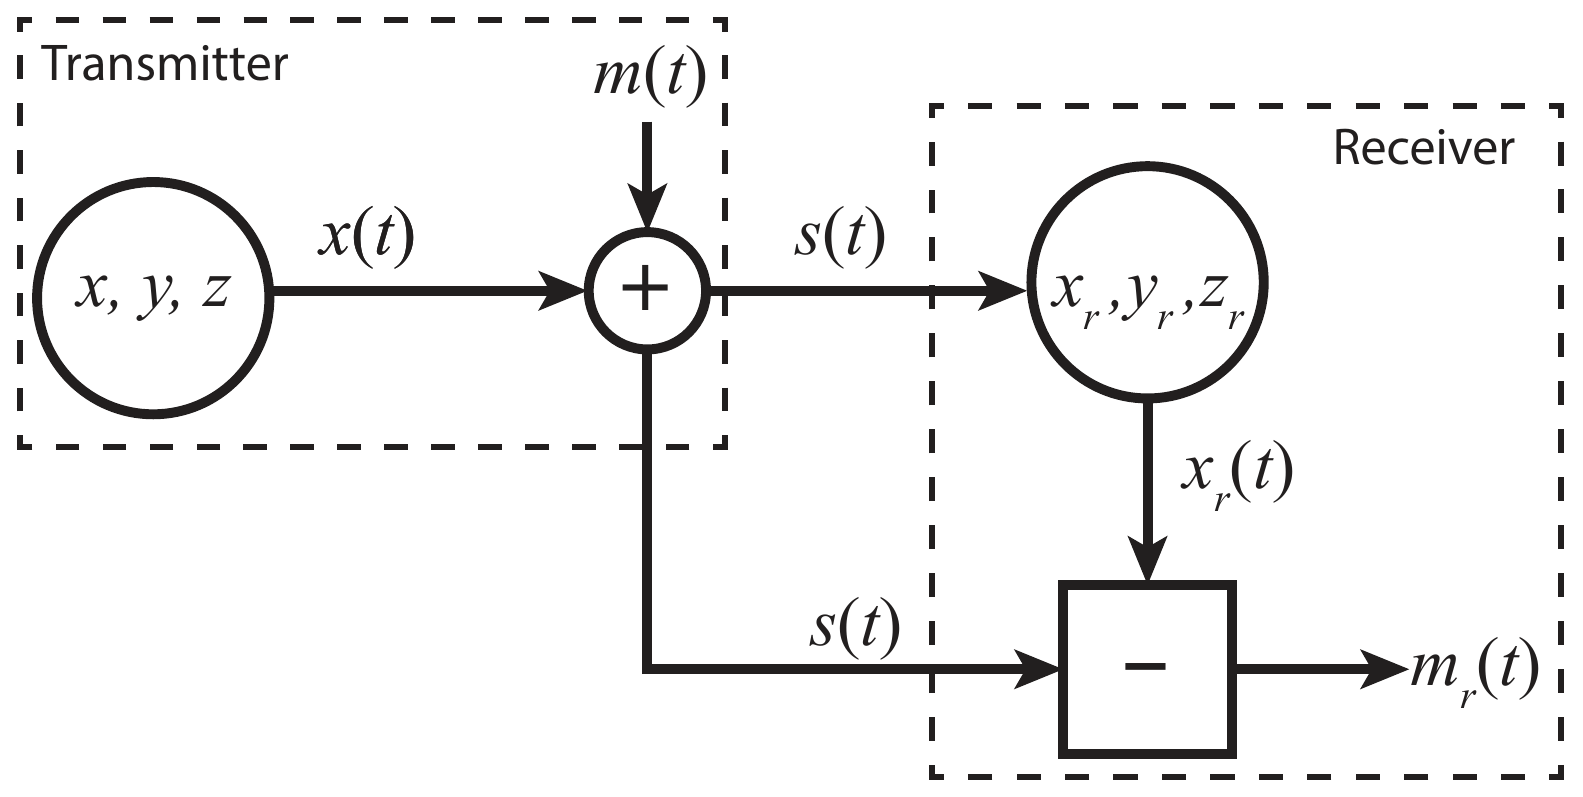 Transmitter
m(t)
Receiver
x(t)
s(t)
x, y, z
+
x_r, y_r, z_r
x_r(t)
s(t)
−
m_r(t)